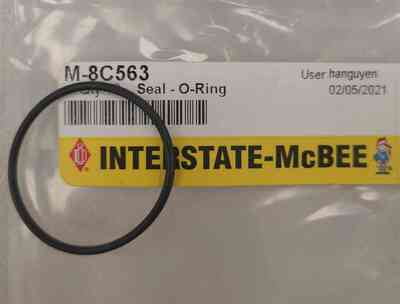 M-8C563
User hanguyen
Seal - O-Ring
02/05/2021
INTERSTATE-McBEE